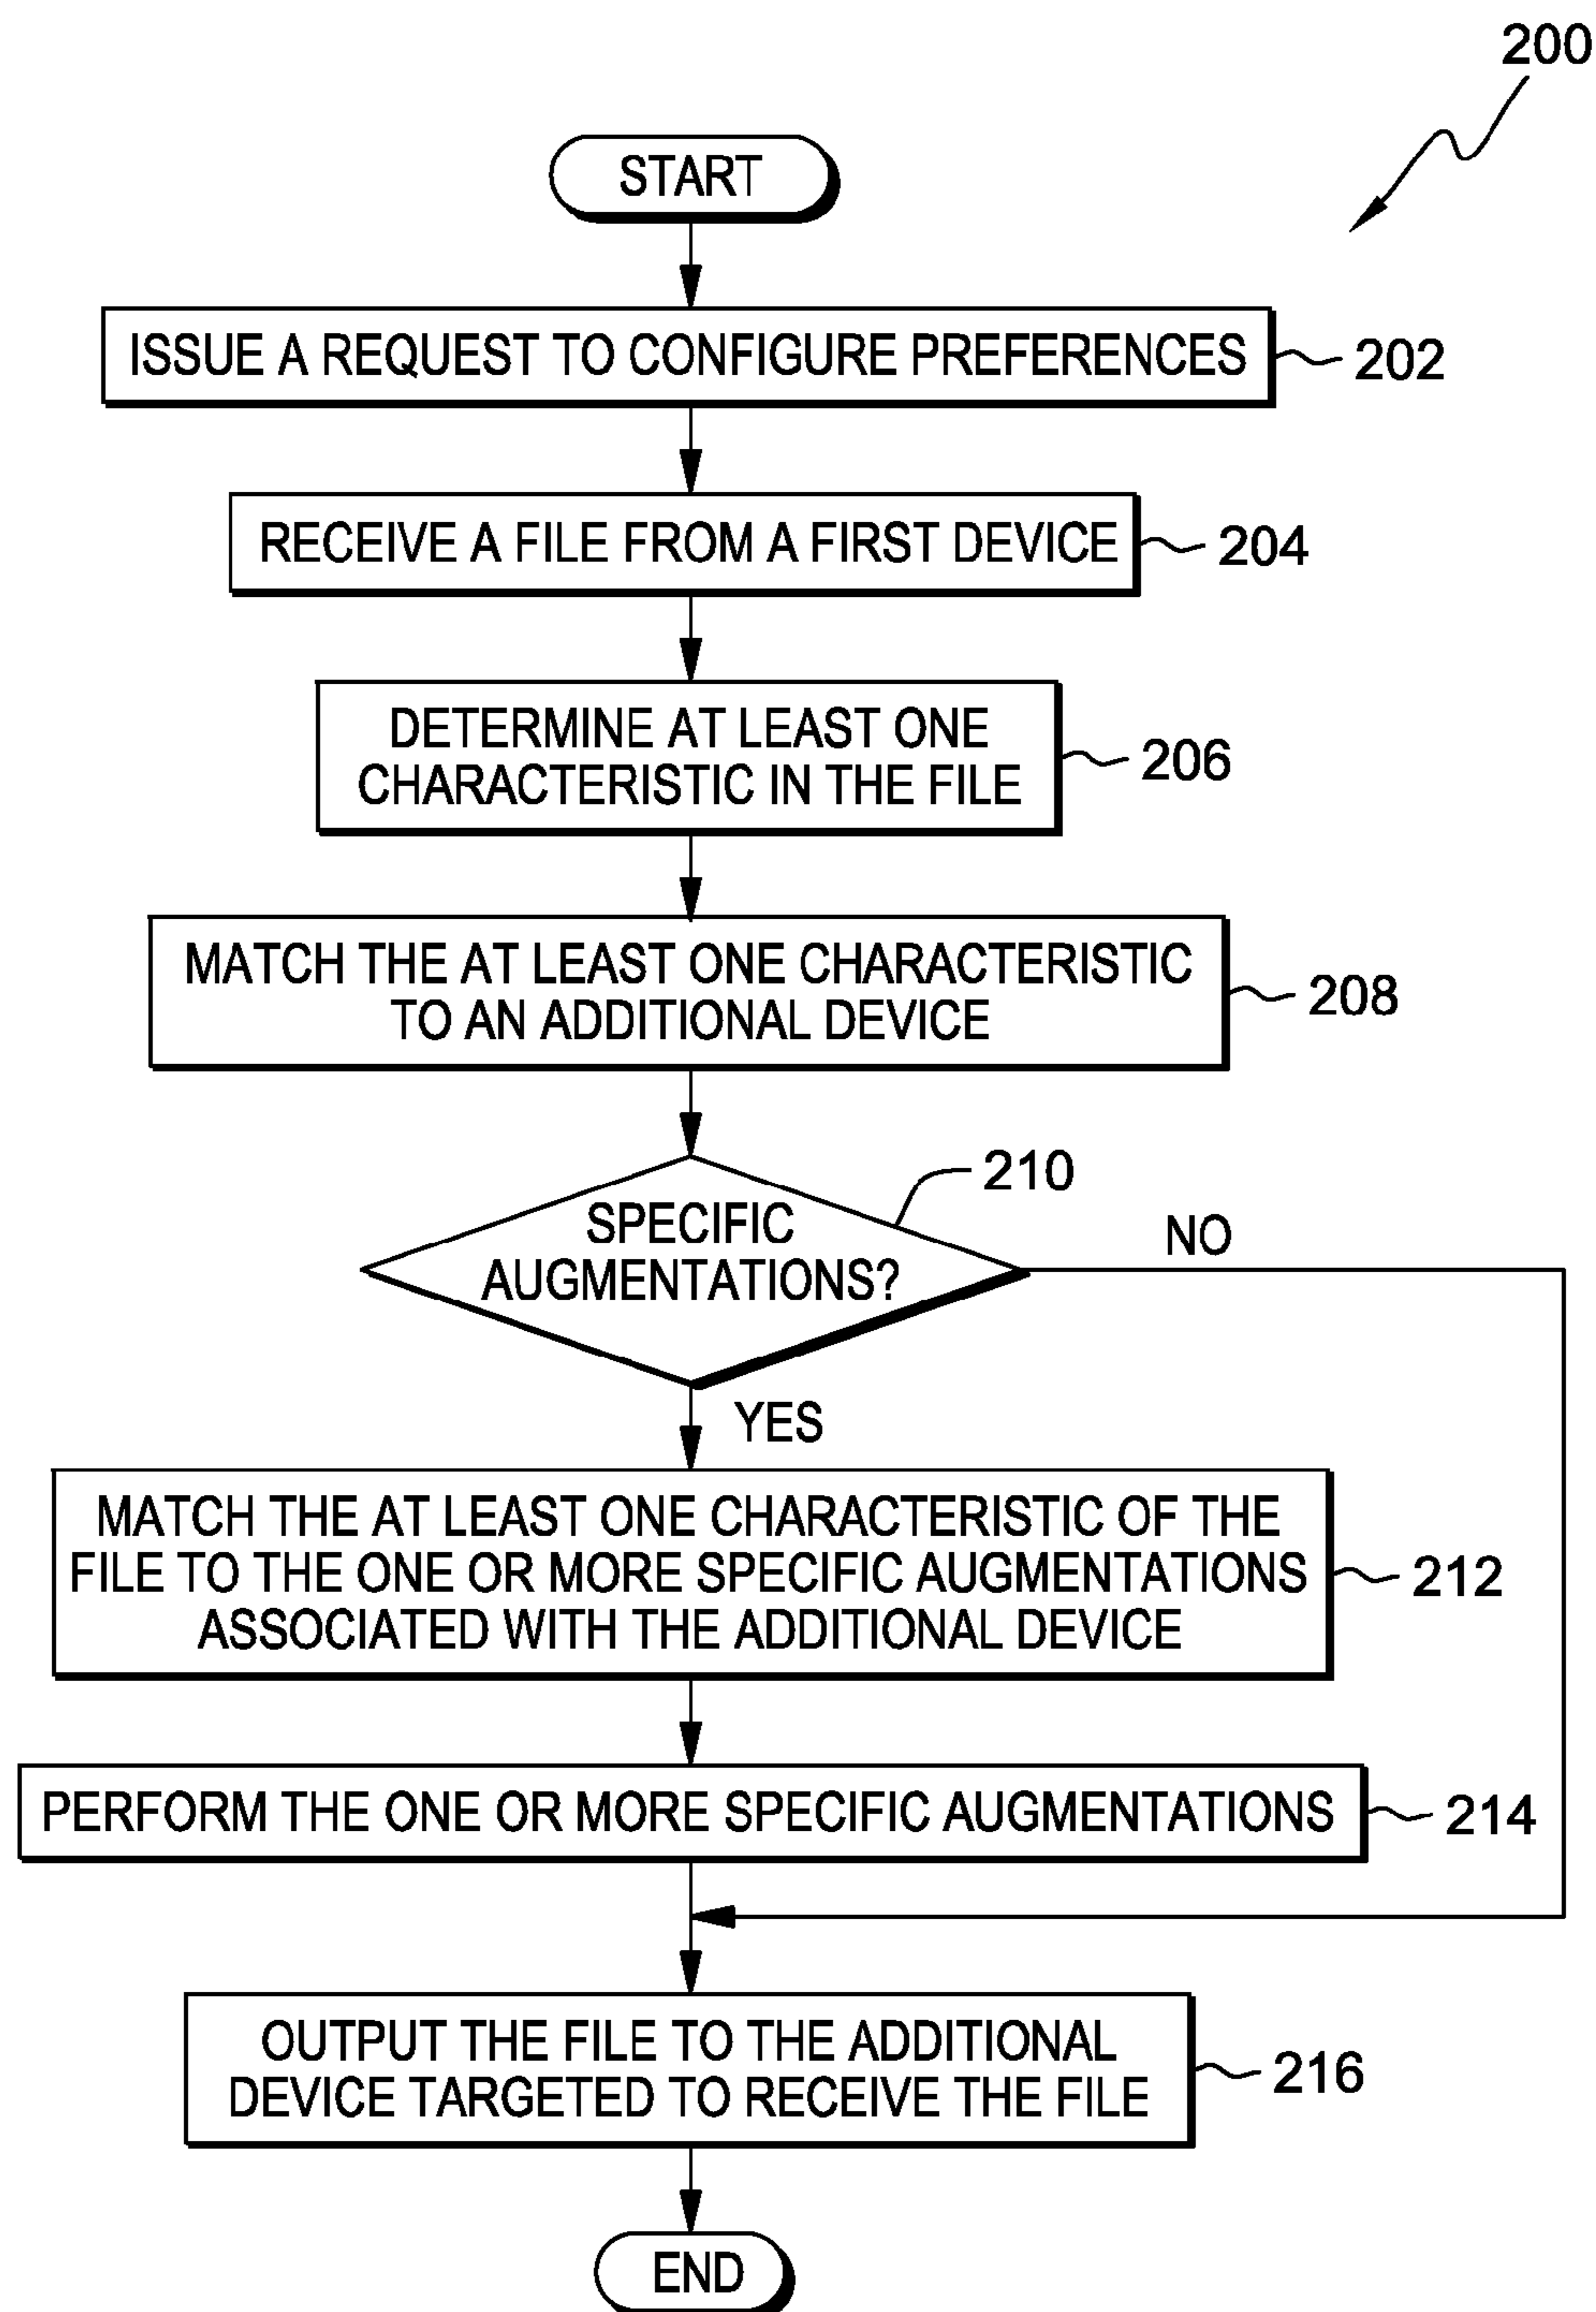 200
START
ISSUE A REQUEST TO CONFIGURE PREFERENCES
202
RECEIVE A FILE FROM A FIRST DEVICE
204
DETERMINE AT LEAST ONE
CHARACTERISTIC IN THE FILE
206
MATCH THE AT LEAST ONE CHARACTERISTIC
TO AN ADDITIONAL DEVICE
208
210
SPECIFIC
AUGMENTATIONS?
NO
YES
MATCH THE AT LEAST ONE CHARACTERISTIC OF THE
FILE TO THE ONE OR MORE SPECIFIC AUGMENTATIONS
ASSOCIATED WITH THE ADDITIONAL DEVICE
212
PERFORM THE ONE OR MORE SPECIFIC AUGMENTATIONS
214
OUTPUT THE FILE TO THE ADDITIONAL
DEVICE TARGETED TO RECEIVE THE FILE
216
END